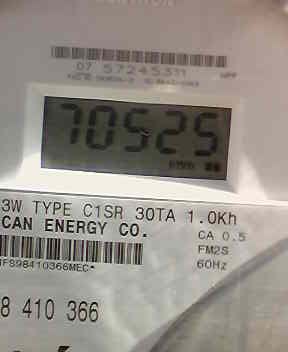 07 57245311
70525
3W TYPE C1SR 30TA 1.0Kh
CAN ENERGY CO.
CA 0.5
FM2S
60Hz
8 410 366